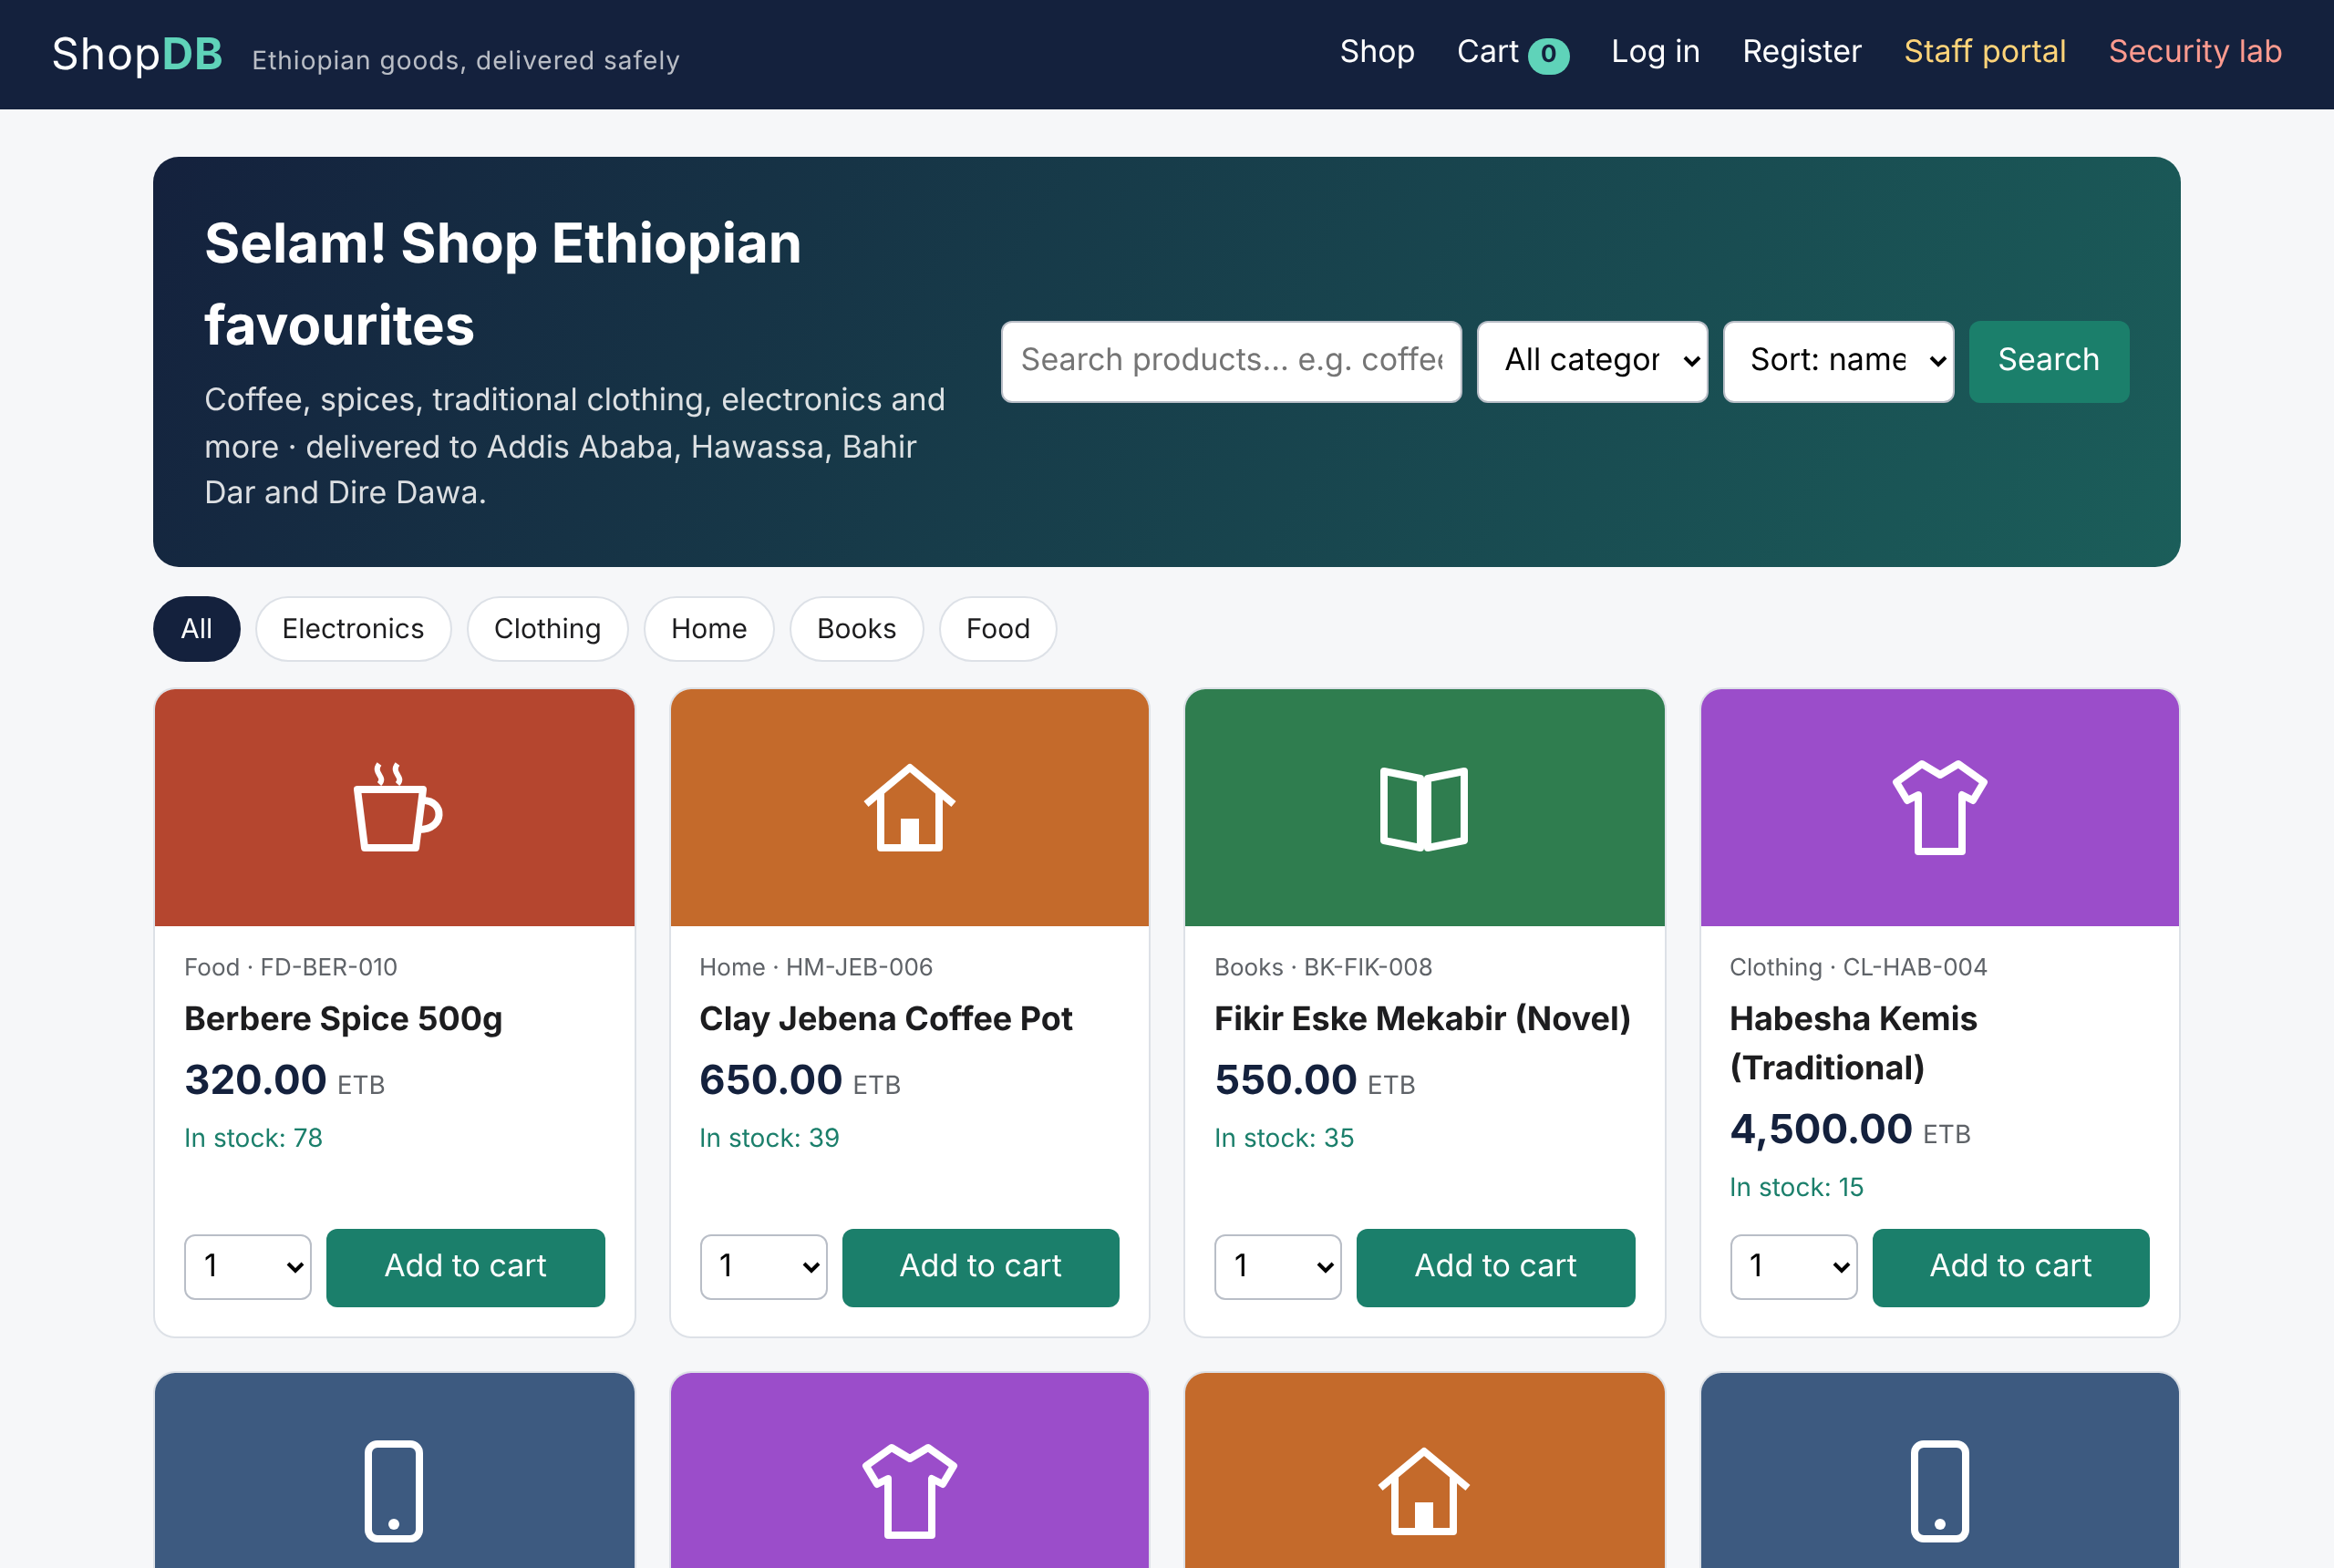 ShopDB Ethiopian goods, delivered safely Shop Cart 0 Log in Register Staff portal Security lab
Selam! Shop Ethiopian
favourites
Coffee, spices, traditional clothing, electronics and
more · delivered to Addis Ababa, Hawassa, Bahir
Dar and Dire Dawa.
Search products... e.g. coffee All categor Sort: name Search
All Electronics Clothing Home Books Food
Food · FD-BER-010
Berbere Spice 500g
320.00 ETB
In stock: 78
1 Add to cart
Home · HM-JEB-006
Clay Jebena Coffee Pot
650.00 ETB
In stock: 39
1 Add to cart
Books · BK-FIK-008
Fikir Eske Mekabir (Novel)
550.00 ETB
In stock: 35
1 Add to cart
Clothing · CL-HAB-004
Habesha Kemis
(Traditional)
4,500.00 ETB
In stock: 15
1 Add to cart